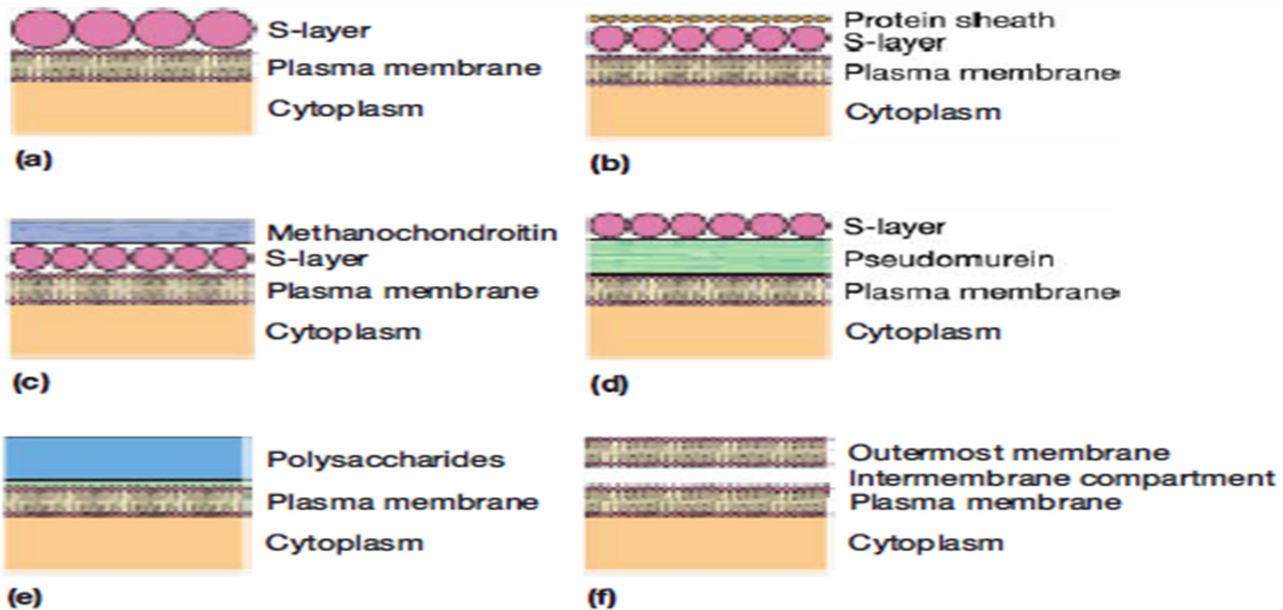 S-layer
Plasma membrane
Cytoplasm
(a)
Protein sheath
S-layer
Plasma membrane
Cytoplasm
(b)
Methanochondroitin
S-layer
Plasma membrane
Cytoplasm
(c)
S-layer
Pseudomurein
Plasma membrane
Cytoplasm
(d)
Polysaccharides
Plasma membrane
Cytoplasm
(e)
Outermost membrane
Intermembrane compartment
Plasma membrane
Cytoplasm
(f)